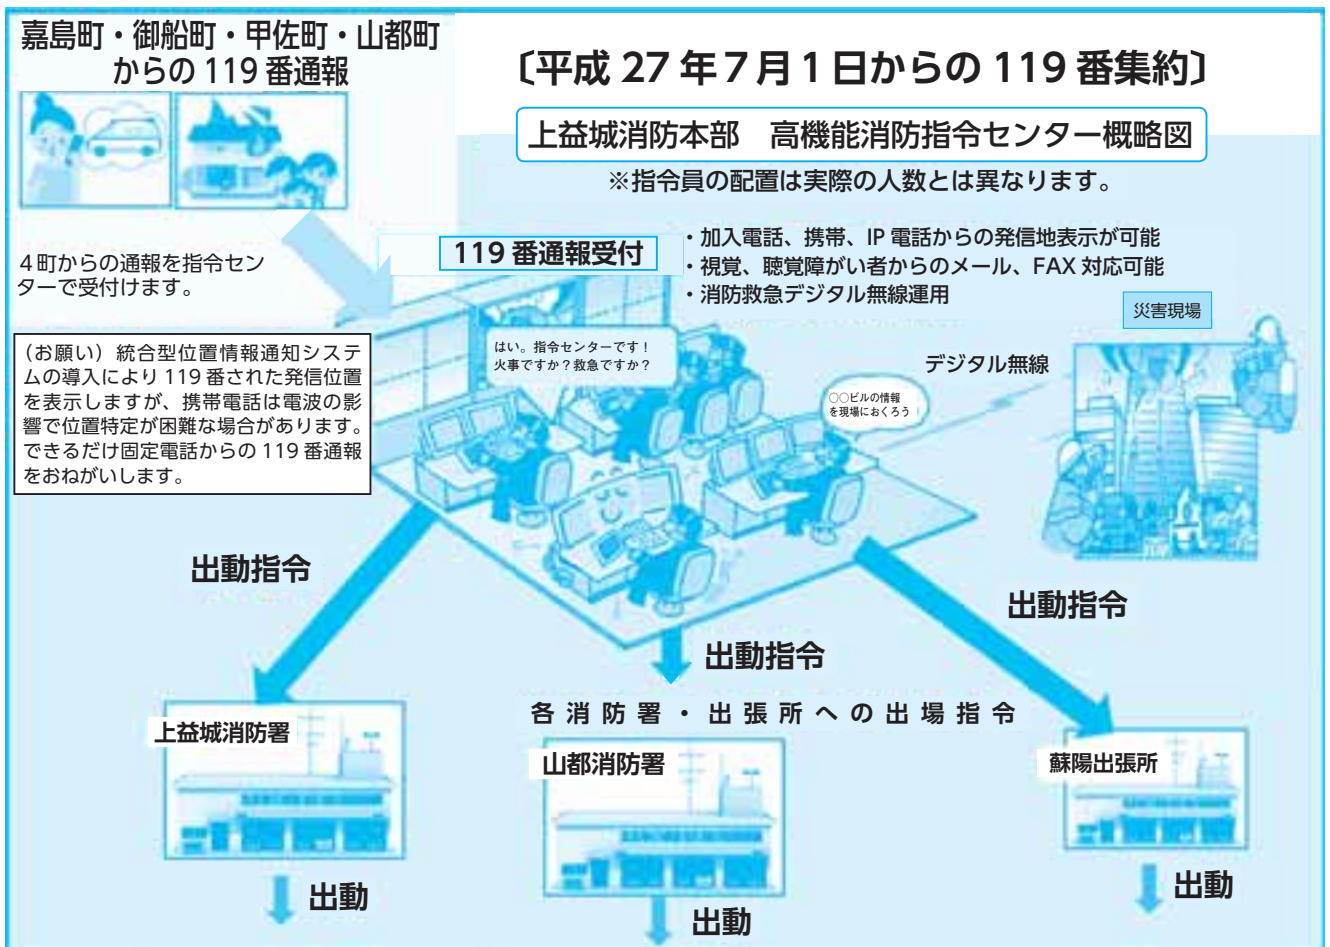 嘉島町・御船町・甲佐町・山都町
からの 119 番通報
〔平成 27 年７月１日からの 119 番集約〕
上益城消防本部　高機能消防指令センター概略図
※指令員の配置は実際の人数とは異なります。
119 番通報受付
・加入電話、携帯、IP 電話からの発信地表示が可能
・視覚、聴覚障がい者からのメール、FAX 対応可能
・消防救急デジタル無線運用
４町からの通報を指令セン
ターで受付けます。
（お願い）統合型位置情報通知システ
ムの導入により 119 番された発信位置
を表示しますが、携帯電話は電波の影
響で位置特定が困難な場合があります。
できるだけ固定電話からの 119 番通報
をおねがいします。
はい。指令センターです！
火事ですか？救急ですか？
○○ビルの情報
を現場におくろう
デジタル無線
災害現場
出動指令
出動指令
出動指令
各消防署・出張所への出場指令
上益城消防署
山都消防署
蘇陽出張所
出動
出動
出動